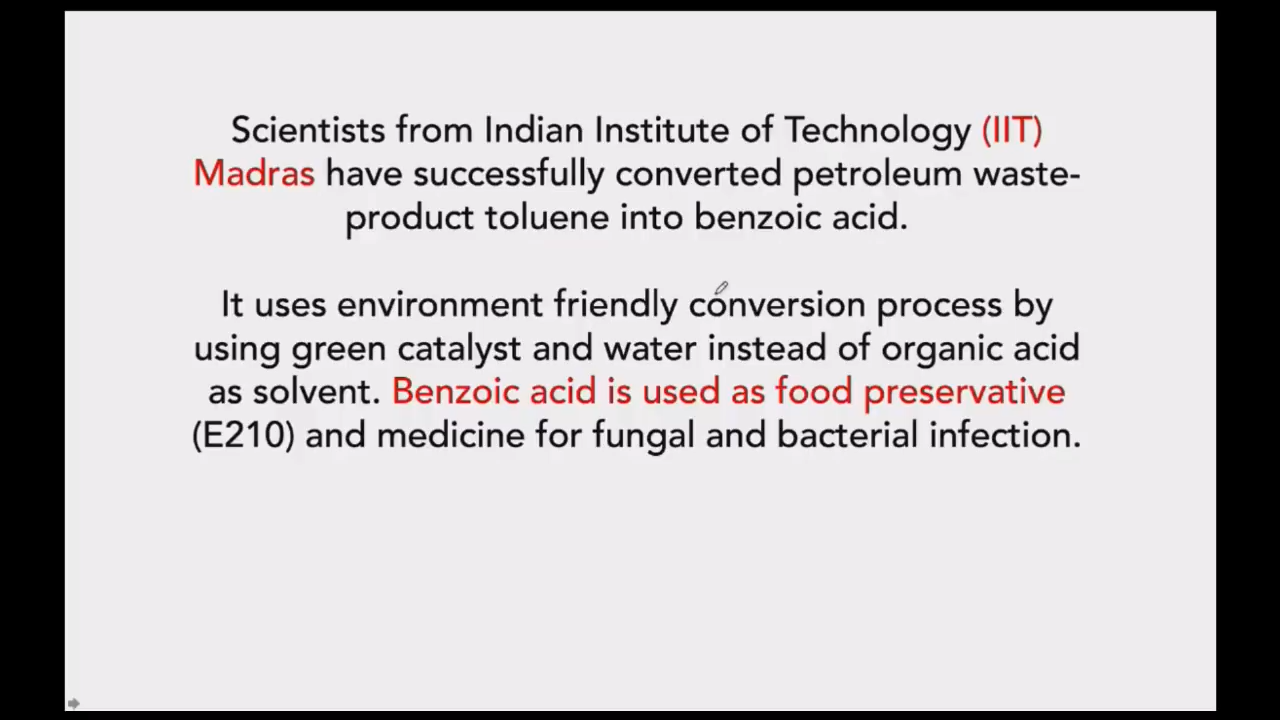 Scientists from Indian Institute of Technology (IIT)
Madras have successfully converted petroleum waste-
product toluene into benzoic acid.
It uses environment friendly conversion process by
using green catalyst and water instead of organic acid
as solvent. Benzoic acid is used as food preservative
(E210) and medicine for fungal and bacterial infection.